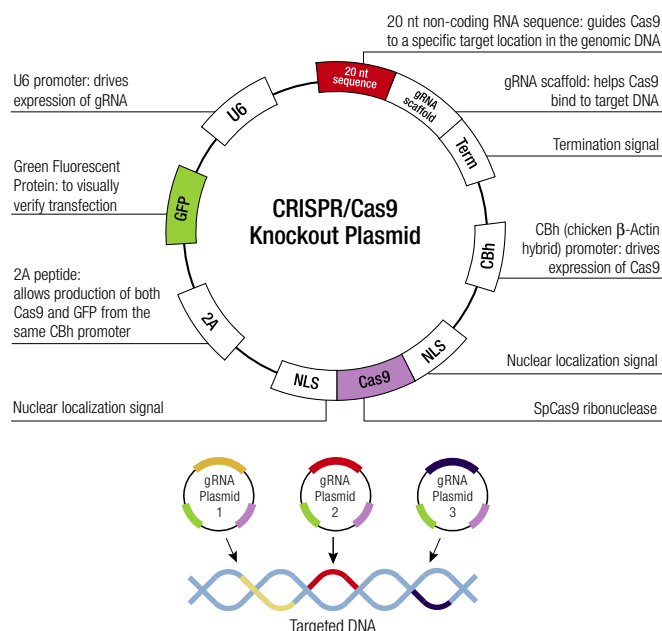 20 nt non-coding RNA sequence: guides Cas9
to a specific target location in the genomic DNA
20 nt
sequence
gRNA
scaffold
U6 promoter: drives
expression of gRNA
U6
gRNA scaffold: helps Cas9
bind to target DNA
Term
Termination signal
Green Fluorescent
Protein: to visually
verify transfection
GFP
CRISPR/Cas9
Knockout Plasmid
CBh
CBh (chicken β-Actin
hybrid) promoter: drives
expression of Cas9
2A peptide:
allows production of both
Cas9 and GFP from the
same CBh promoter
2A
NLS
Cas9
NLS
Nuclear localization signal
Nuclear localization signal
SpCas9 ribonuclease
gRNA
Plasmid
1
gRNA
Plasmid
2
gRNA
Plasmid
3
Targeted DNA